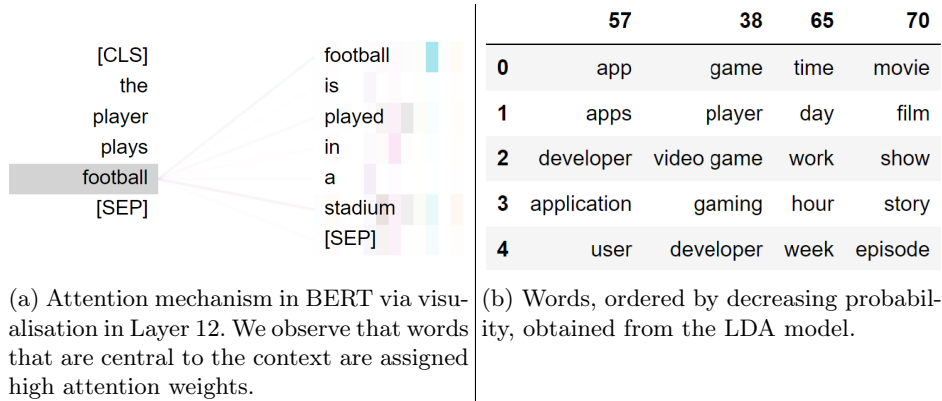 [CLS]
the
player
plays
football
[SEP]
football
is
played
in
a
stadium
[SEP]
(a) Attention mechanism in BERT via visu-
alisation in Layer 12. We observe that words
that are central to the context are assigned
high attention weights.
57 38 65 70
0 app game time movie
1 apps player day film
2 developer video game work show
3 application gaming hour story
4 user developer week episode
(b) Words, ordered by decreasing probabil-
ity, obtained from the LDA model.